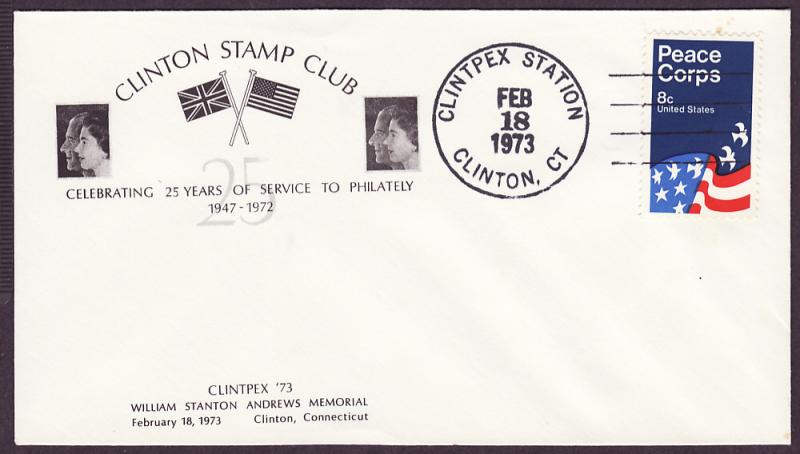 CLINTON STAMP CLUB
25
CELEBRATING 25 YEARS OF SERVICE TO PHILATELY
1947 - 1972
CLINTPEX STATION
FEB
18
1973
CLINTON, CT
Peace
Corps
8c
United States
CLINTPEX '73
WILLIAM STANTON ANDREWS MEMORIAL
February 18, 1973 Clinton, Connecticut